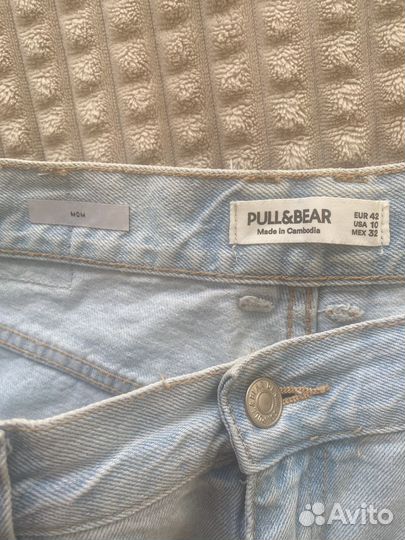 MOM
PULL&BEAR
Made in Cambodia
EUR 42
USA 10
MEX 32
Avito